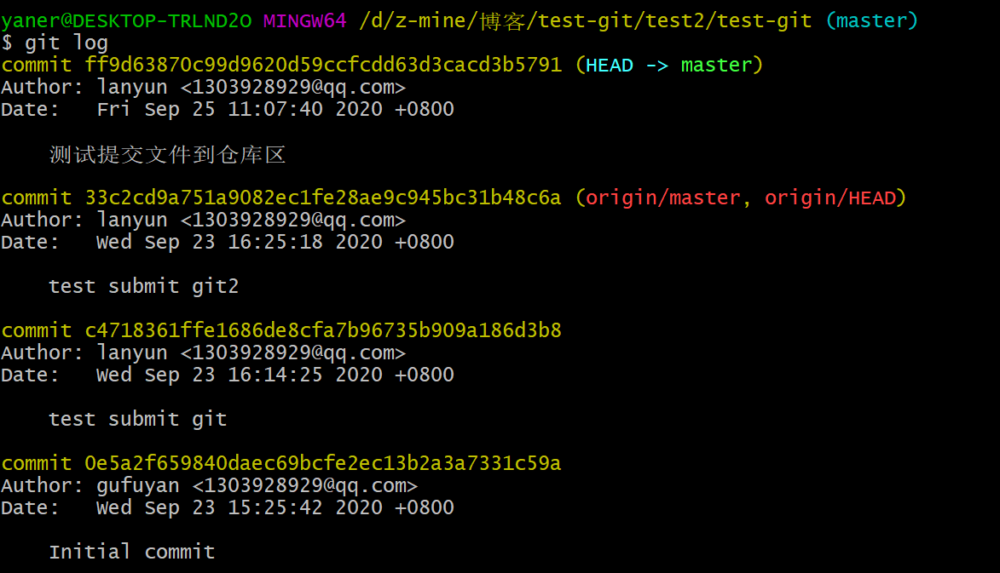 yaner@DESKTOP-TRLND2O MINGW64 /d/z-mine/博客/test-git/test2/test-git (master)
$ git log
commit ff9d63870c99d9620d59ccfcdd63d3cacd3b5791 (HEAD -> master)
Author: lanyun <1303928929@qq.com>
Date:   Fri Sep 25 11:07:40 2020 +0800
测试提交文件到仓库区
commit 33c2cd9a751a9082ec1fe28ae9c945bc31b48c6a (origin/master, origin/HEAD)
Author: lanyun <1303928929@qq.com>
Date:   Wed Sep 23 16:25:18 2020 +0800
test submit git2
commit c4718361ffe1686de8cfa7b96735b909a186d3b8
Author: lanyun <1303928929@qq.com>
Date:   Wed Sep 23 16:14:25 2020 +0800
test submit git
commit 0e5a2f659840daec69bcfe2ec13b2a3a7331c59a
Author: gufuyan <1303928929@qq.com>
Date:   Wed Sep 23 15:25:42 2020 +0800
Initial commit